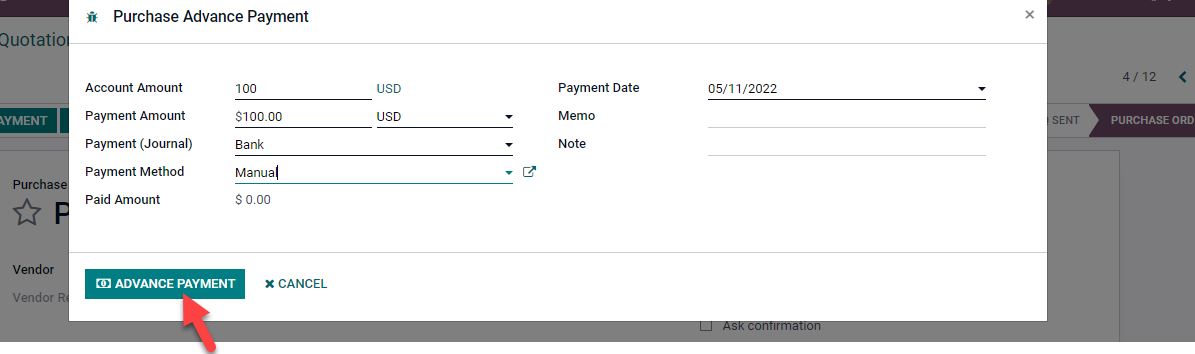 Purchase Advance Payment ×
Quotation
4 / 12
Account Amount 100 USD
Payment Date 05/11/2022
Payment Amount $100.00 USD
Memo
AYMENT
SENT
PURCHASE ORD
Payment (Journal) Bank
Note
Payment Method Manual
Purchase
Paid Amount $ 0.00
P
Vendor
ADVANCE PAYMENT
CANCEL
Vendor Re
Ask confirmation